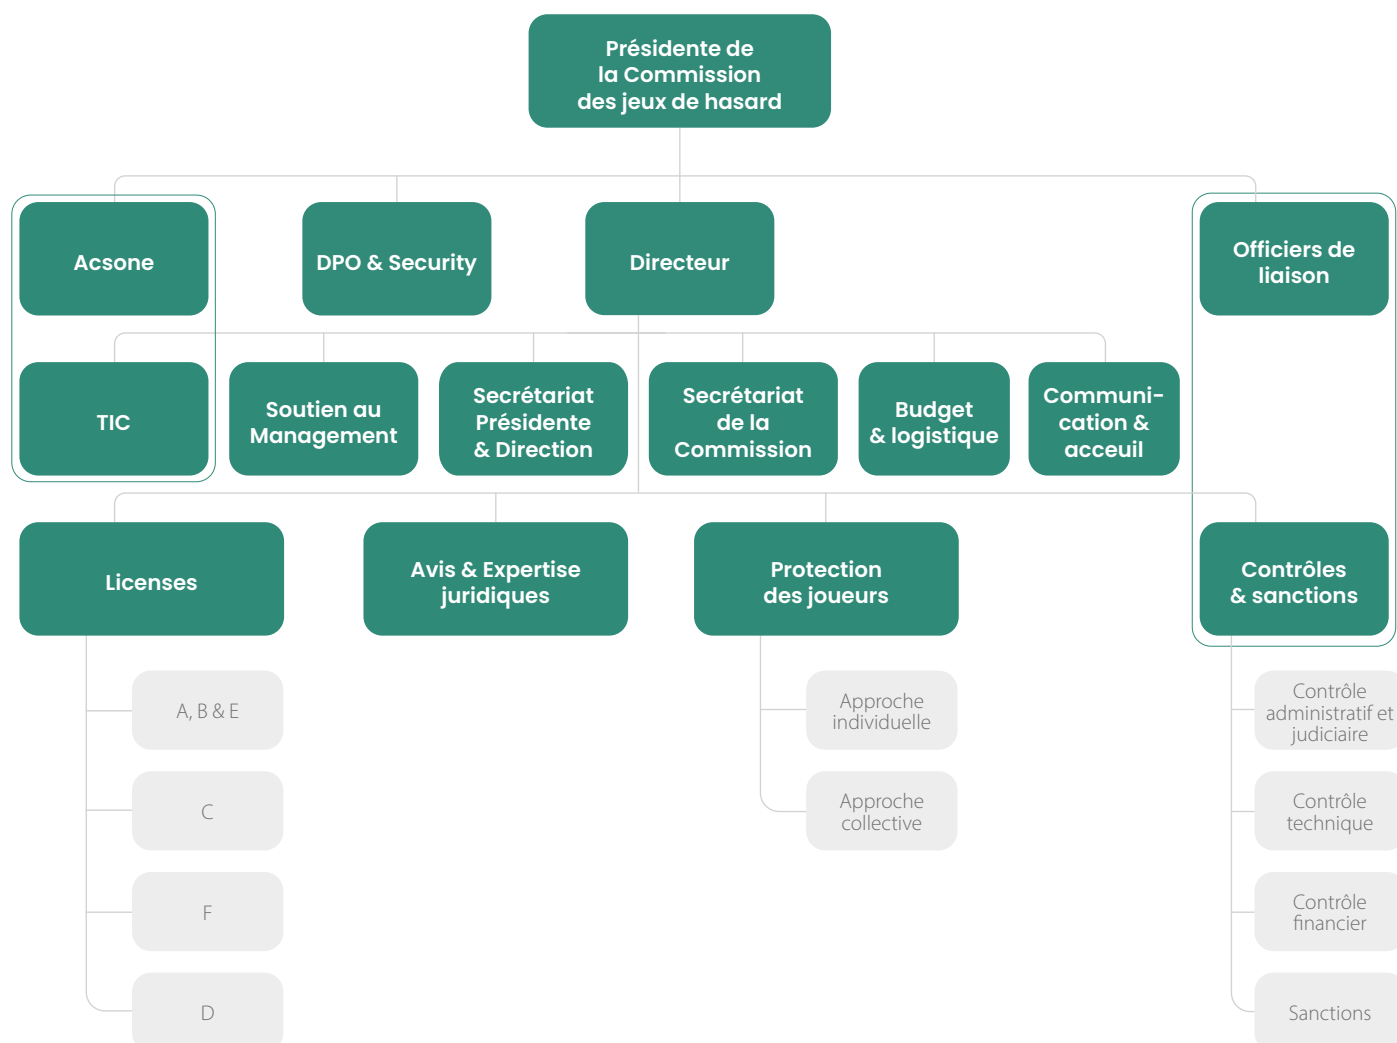 Présidente de
la Commission
des jeux de hasard
Acsone
DPO & Security
Directeur
Officiers de
liaison
TIC
Soutien au
Management
Secrétariat
Présidente
& Direction
Secrétariat
de la
Commission
Budget
& logistique
Communi-
cation &
acceuil
Licenses
Avis & Expertise
juridiques
Protection
des joueurs
Contrôles
& sanctions
A, B & E
C
F
D
Approche
individuelle
Approche
collective
Contrôle
administratif et
judiciaire
Contrôle
technique
Contrôle
financier
Sanctions